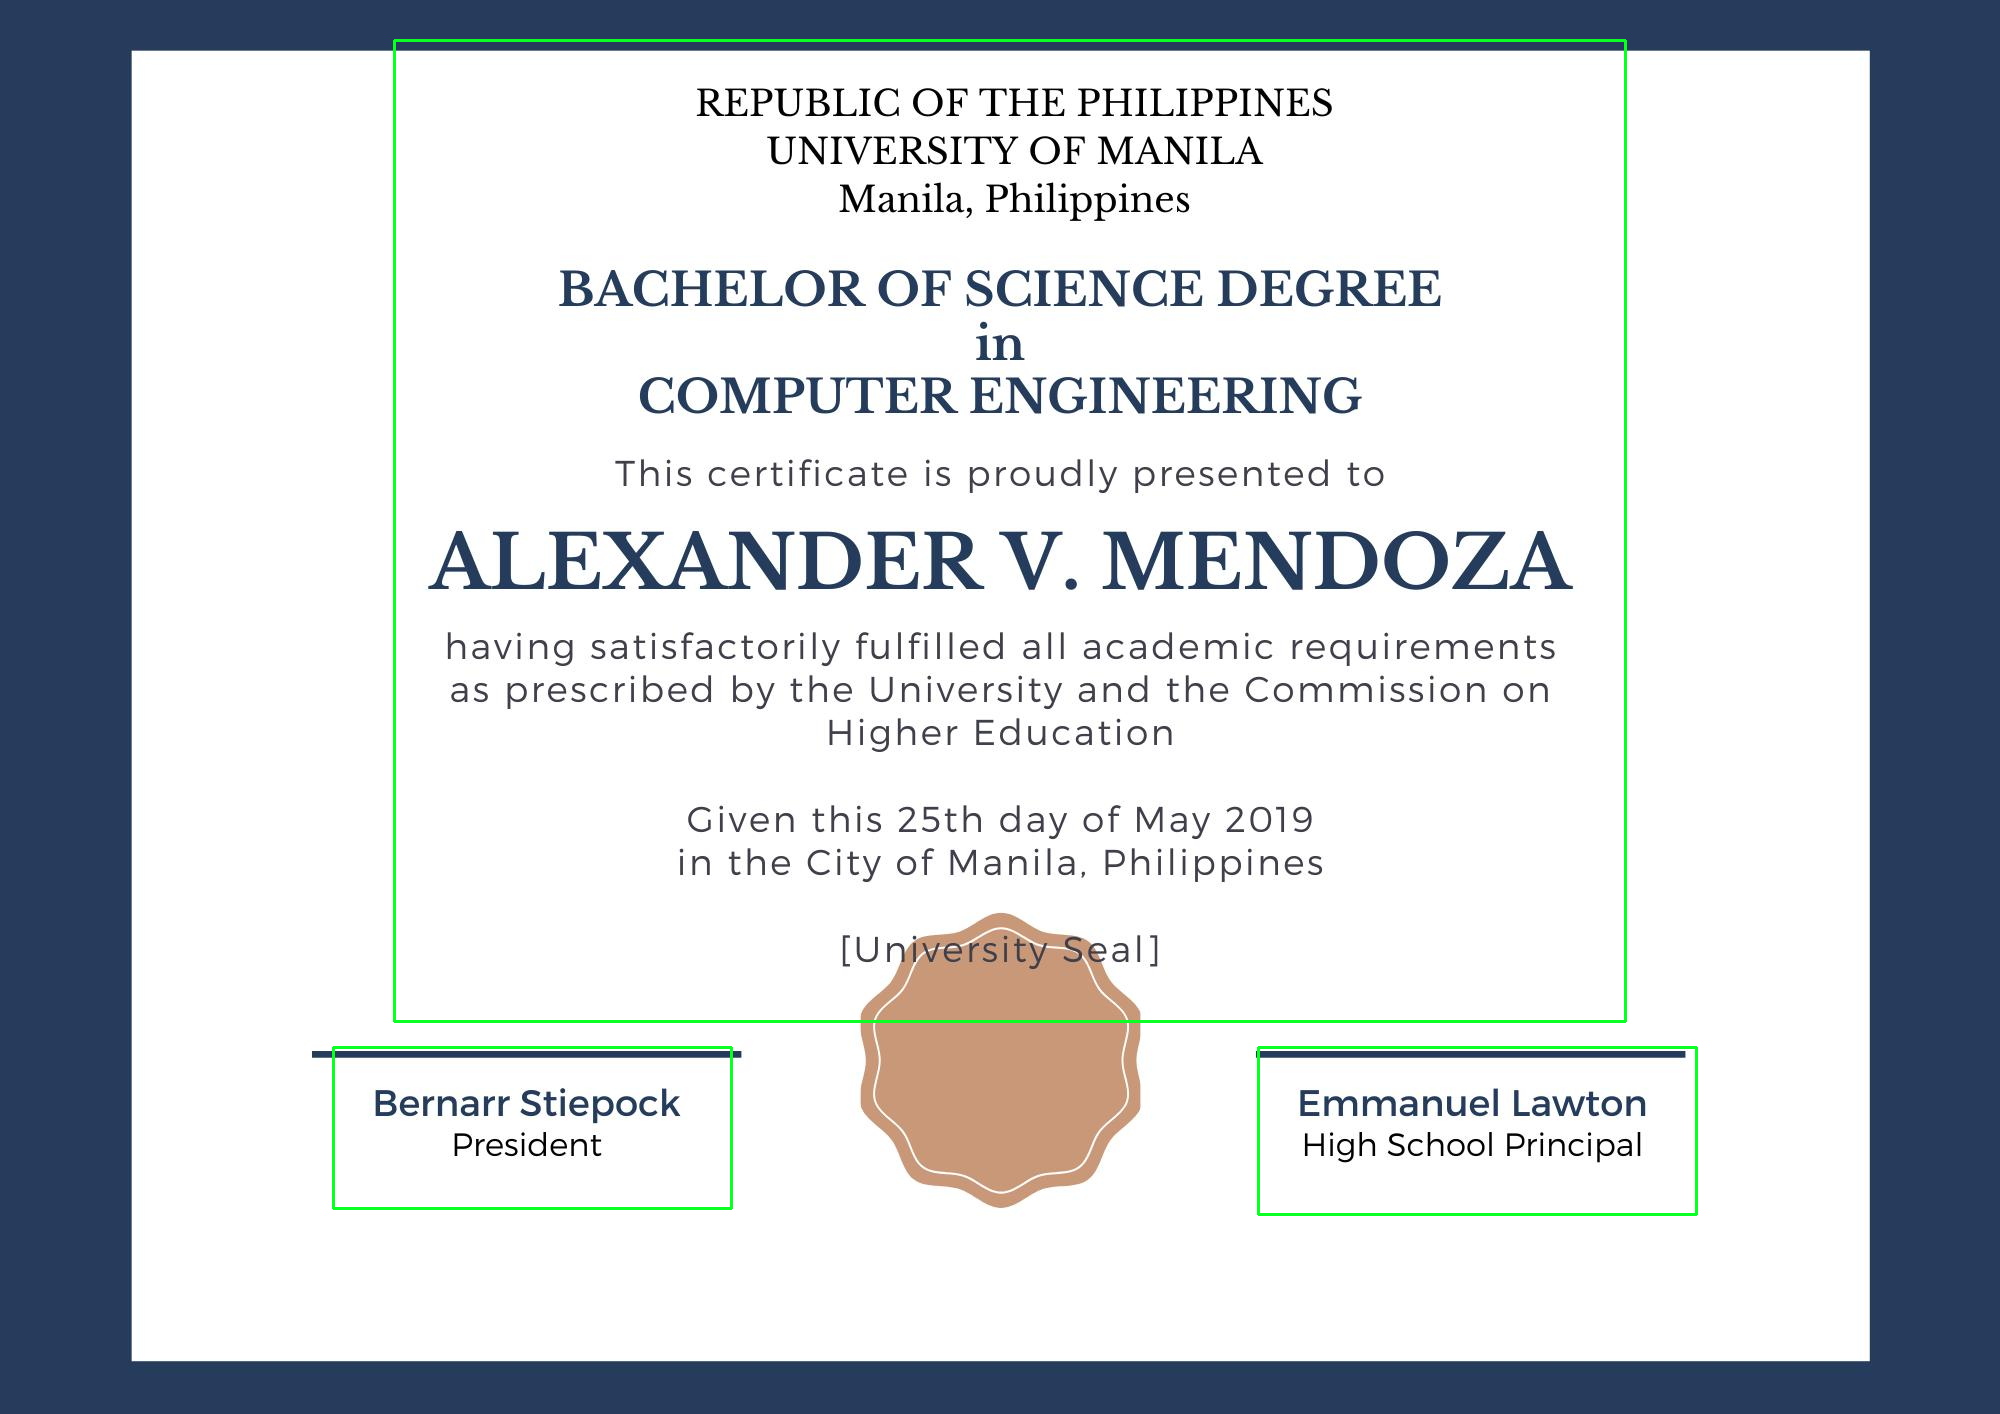 REPUBLIC OF THE PHILIPPINES
UNIVERSITY OF MANILA
Manila, Philippines
BACHELOR OF SCIENCE DEGREE
in
COMPUTER ENGINEERING
This certificate is proudly presented to
ALEXANDER V. MENDOZA
having satisfactorily fulfilled all academic requirements
as prescribed by the University and the Commission on
Higher Education
Given this 25th day of May 2019
in the City of Manila, Philippines
[University Seal]
Bernarr Stiepock
President
Emmanuel Lawton
High School Principal